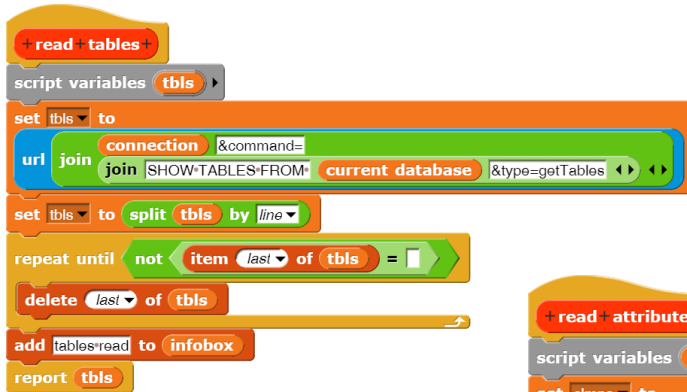 +read+tables+
script variables tbls
set tbls to
connection &command=
url join
join SHOW TABLES FROM current database &type=getTables
set tbls to split tbls by line
repeat until not item last of tbls =
delete last of tbls
add tables read to infobox
report tbls
+read+attribute
script variables